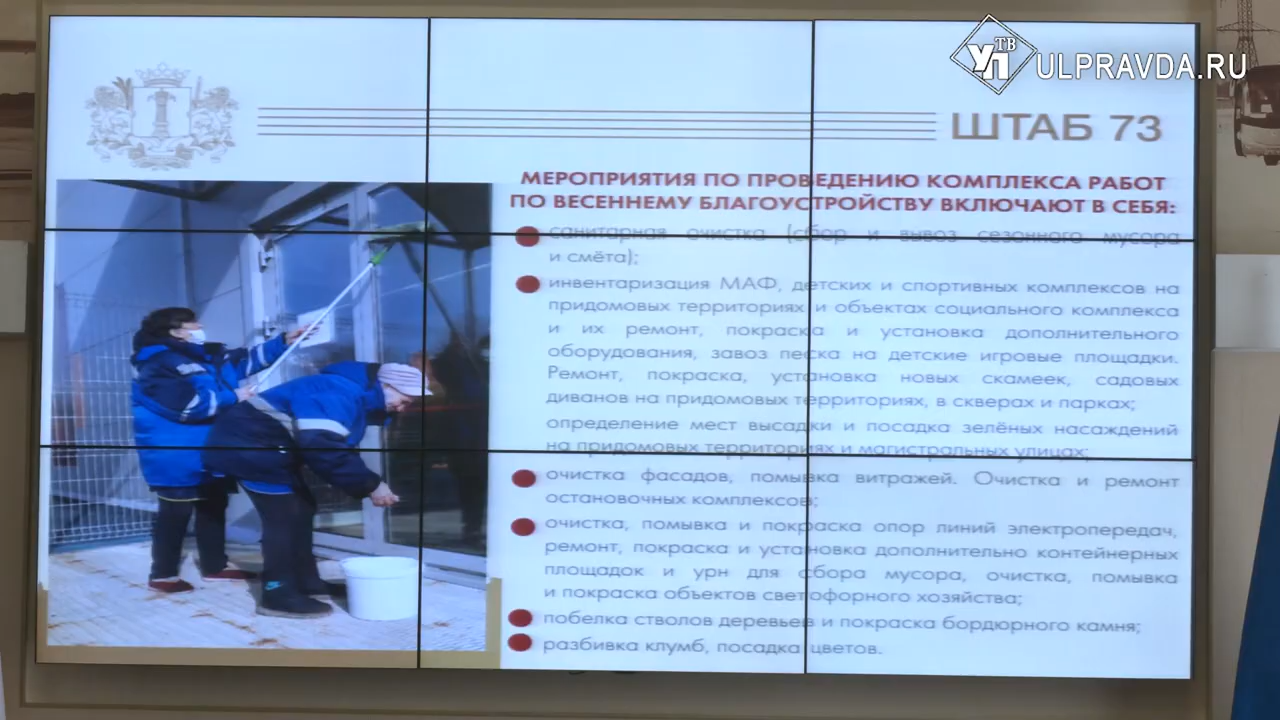 УП ТВ ULPRAVDA.RU
ШТАБ 73
МЕРОПРИЯТИЯ ПО ПРОВЕДЕНИЮ КОМПЛЕКСА РАБОТ
ПО ВЕСЕННЕМУ БЛАГОУСТРОЙСТВУ ВКЛЮЧАЮТ В СЕБЯ:
санитарная очистка (сбор и вывоз сезонного мусора
и смёта);
инвентаризация МАФ, детских и спортивных комплексов на
придомовых территориях и объектах социального комплекса
и их ремонт, покраска и установка дополнительного
оборудования, завоз песка на детские игровые площадки.
Ремонт, покраска, установка новых скамеек, садовых
диванов на придомовых территориях, в скверах и парках;
определение мест высадки и посадка зелёных насаждений
на придомовых территориях и магистральных улицах;
очистка фасадов, помывка витражей. Очистка и ремонт
остановочных комплексов;
очистка, помывка и покраска опор линий электропередач,
ремонт, покраска и установка дополнительно контейнерных
площадок и урн для сбора мусора, очистка, помывка
и покраска объектов светофорного хозяйства;
побелка стволов деревьев и покраска бордюрного камня;
разбивка клумб, посадка цветов.